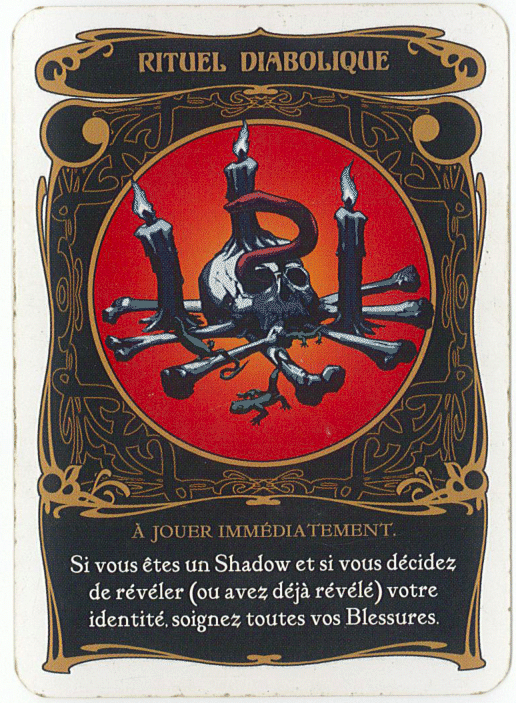 RITUEL DIABOLIQUE
À JOUER IMMÉDIATEMENT.
Si vous êtes un Shadow et si vous décidez
de révéler (ou avez déjà révélé) votre
identité, soignez toutes vos Blessures.